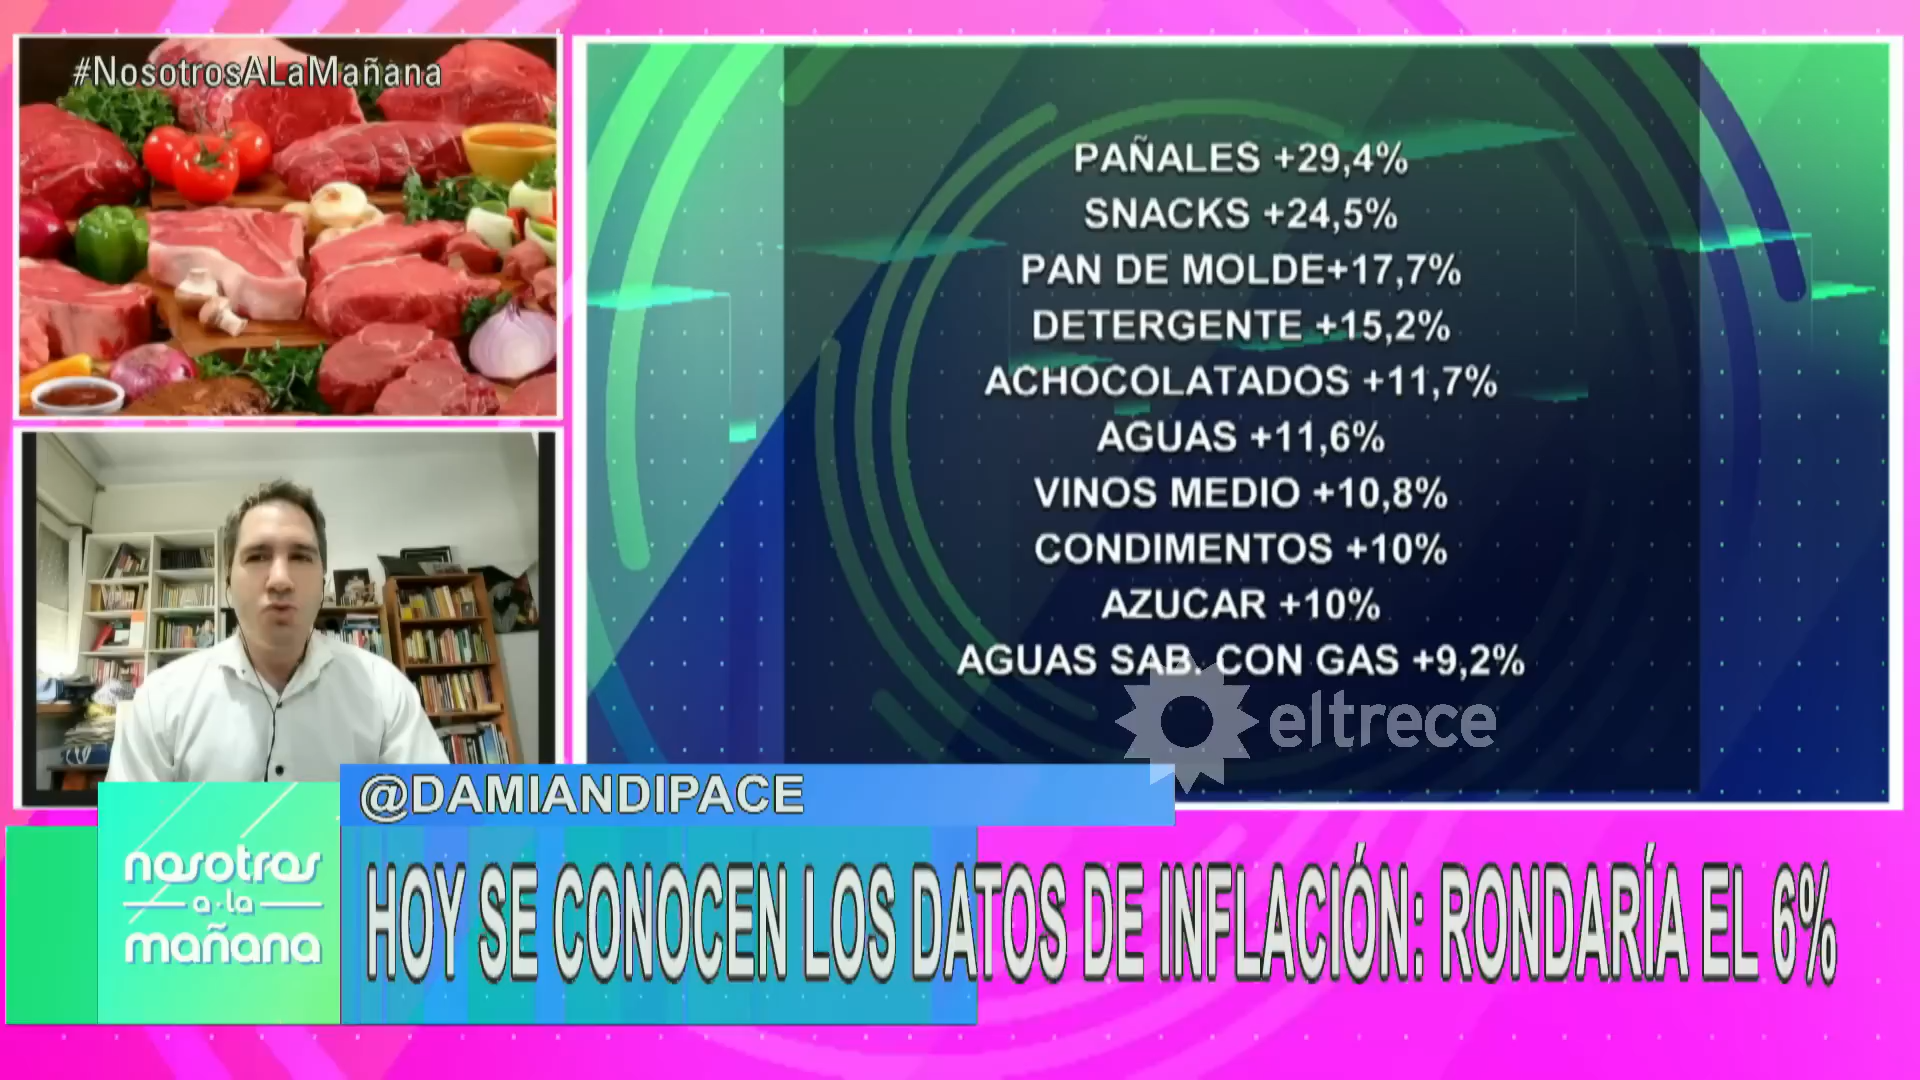 #NosotrosALaMañana
PAÑALES +29,4%
SNACKS +24,5%
PAN DE MOLDE+17,7%
DETERGENTE +15,2%
ACHOCOLATADOS +11,7%
AGUAS +11,6%
VINOS MEDIO +10,8%
CONDIMENTOS +10%
AZUCAR +10%
AGUAS SAB. CON GAS +9,2%
eltrece
@DAMIANDIPACE
nosotros
a·la
mañana
HOY SE CONOCEN LOS DATOS DE INFLACIÓN: RONDARÍA EL 6%